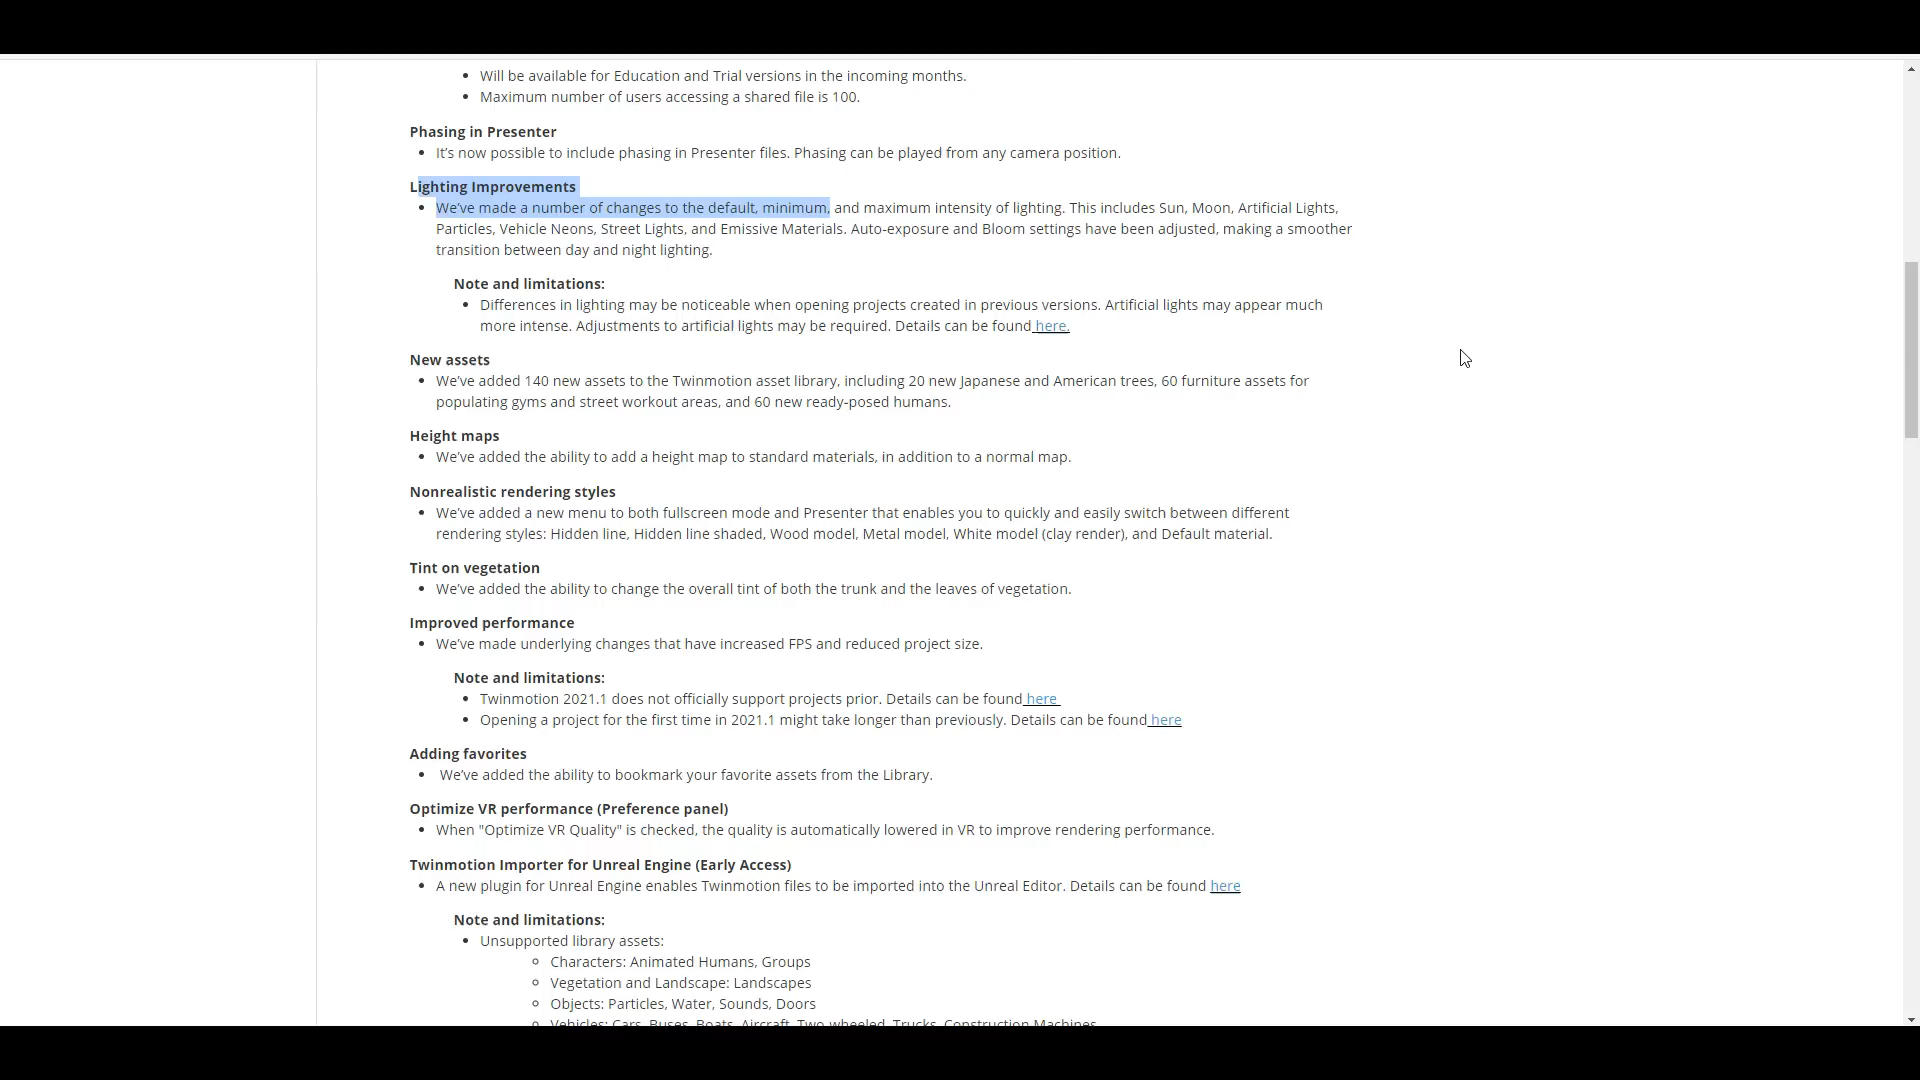 Will be available for Education and Trial versions in the incoming months.
Maximum number of users accessing a shared file is 100.
Phasing in Presenter
It’s now possible to include phasing in Presenter files. Phasing can be played from any camera position.
Lighting Improvements
We’ve made a number of changes to the default, minimum, and maximum intensity of lighting. This includes Sun, Moon, Artificial Lights,
Particles, Vehicle Neons, Street Lights, and Emissive Materials. Auto-exposure and Bloom settings have been adjusted, making a smoother
transition between day and night lighting.
Note and limitations:
Differences in lighting may be noticeable when opening projects created in previous versions. Artificial lights may appear much
more intense. Adjustments to artificial lights may be required. Details can be found here.
New assets
We’ve added 140 new assets to the Twinmotion asset library, including 20 new Japanese and American trees, 60 furniture assets for
populating gyms and street workout areas, and 60 new ready-posed humans.
Height maps
We’ve added the ability to add a height map to standard materials, in addition to a normal map.
Nonrealistic rendering styles
We’ve added a new menu to both fullscreen mode and Presenter that enables you to quickly and easily switch between different
rendering styles: Hidden line, Hidden line shaded, Wood model, Metal model, White model (clay render), and Default material.
Tint on vegetation
We’ve added the ability to change the overall tint of both the trunk and the leaves of vegetation.
Improved performance
We’ve made underlying changes that have increased FPS and reduced project size.
Note and limitations:
Twinmotion 2021.1 does not officially support projects prior. Details can be found here
Opening a project for the first time in 2021.1 might take longer than previously. Details can be found here
Adding favorites
We’ve added the ability to bookmark your favorite assets from the Library.
Optimize VR performance (Preference panel)
When "Optimize VR Quality" is checked, the quality is automatically lowered in VR to improve rendering performance.
Twinmotion Importer for Unreal Engine (Early Access)
A new plugin for Unreal Engine enables Twinmotion files to be imported into the Unreal Editor. Details can be found here
Note and limitations:
Unsupported library assets:
Characters: Animated Humans, Groups
Vegetation and Landscape: Landscapes
Objects: Particles, Water, Sounds, Doors
Vehicles: Cars, Buses, Boats, Aircraft, Two-wheeled, Trucks, Construction Machines